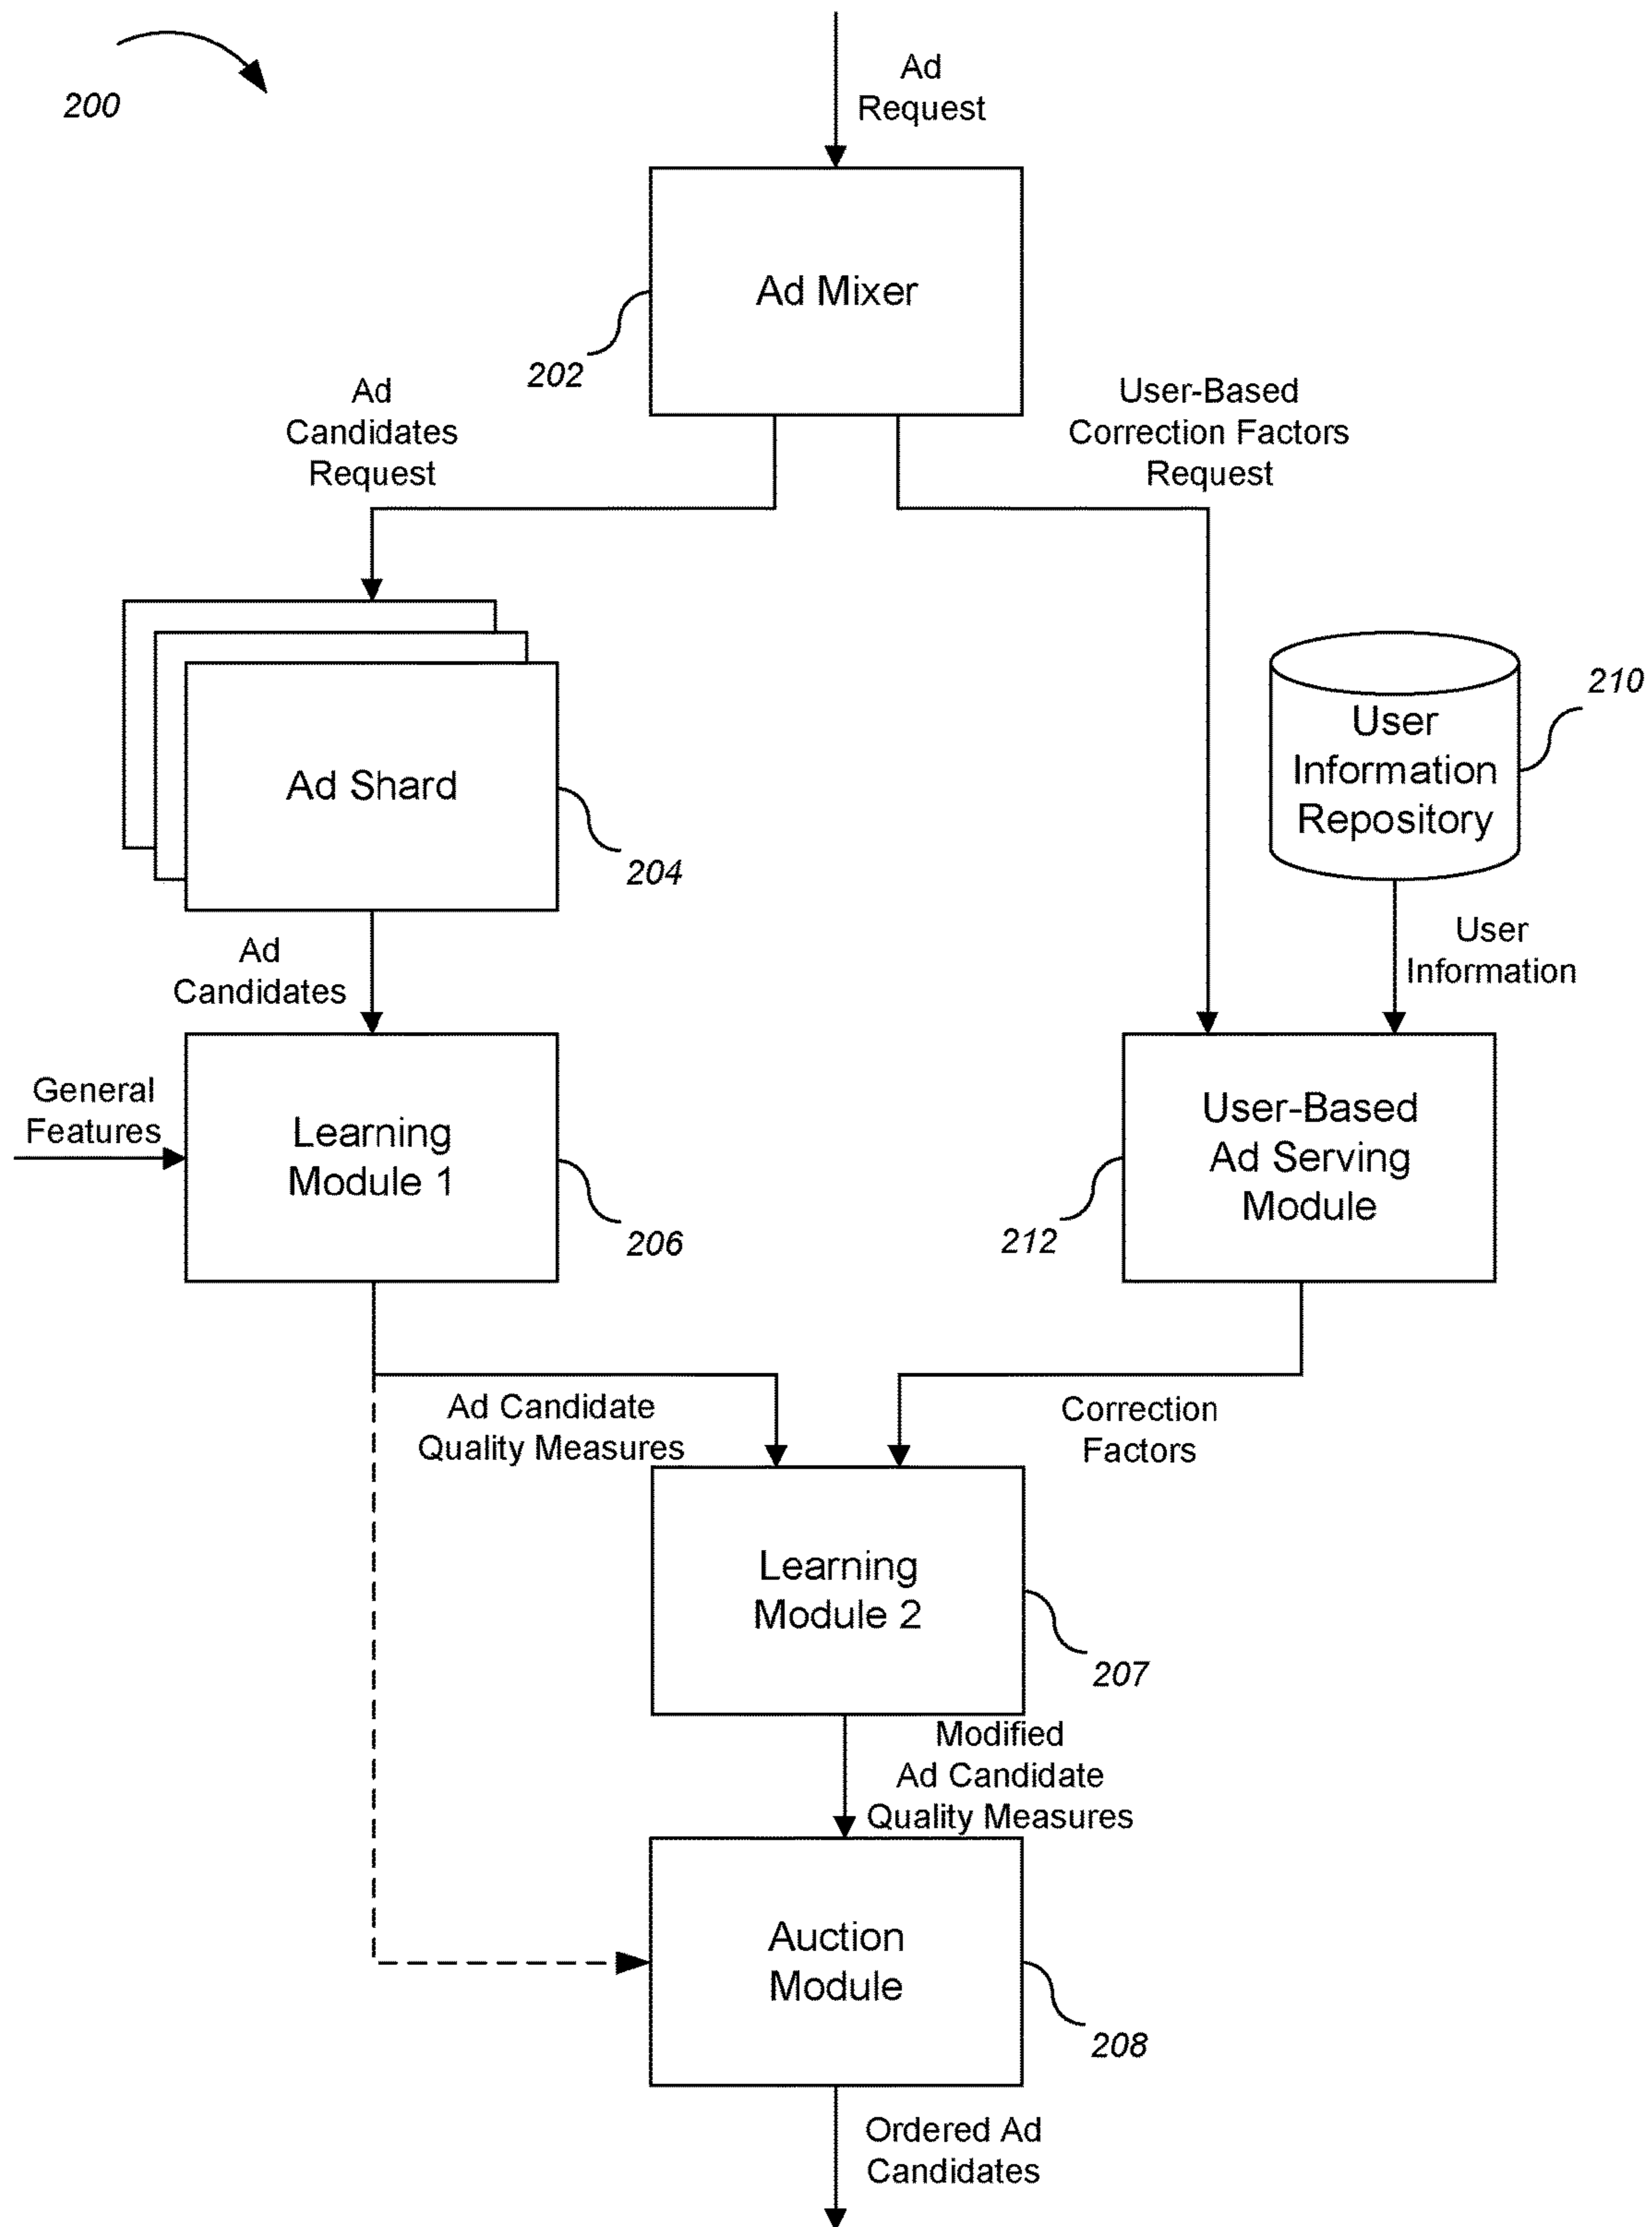 200
Ad
Request
Ad Mixer
202
Ad
Candidates
Request
User-Based
Correction Factors
Request
Ad Shard
204
User
Information
Repository
210
Ad
Candidates
User
Information
General
Features
Learning
Module 1
206
User-Based
Ad Serving
Module
212
Ad Candidate
Quality Measures
Correction
Factors
Learning
Module 2
207
Modified
Ad Candidate
Quality Measures
Auction
Module
208
Ordered Ad
Candidates